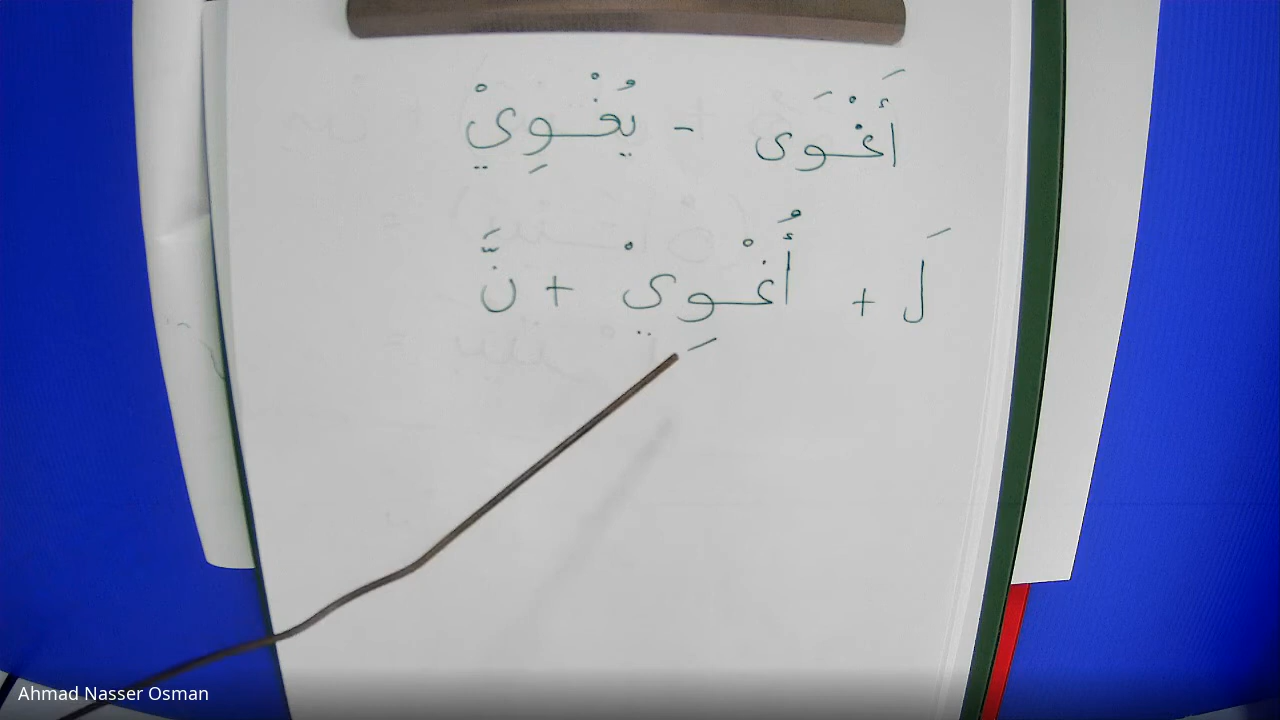 أَغْوَى - يُغْوِيْ
لَ + أُغْوِيْ + نَّ
Ahmad Nasser Osman